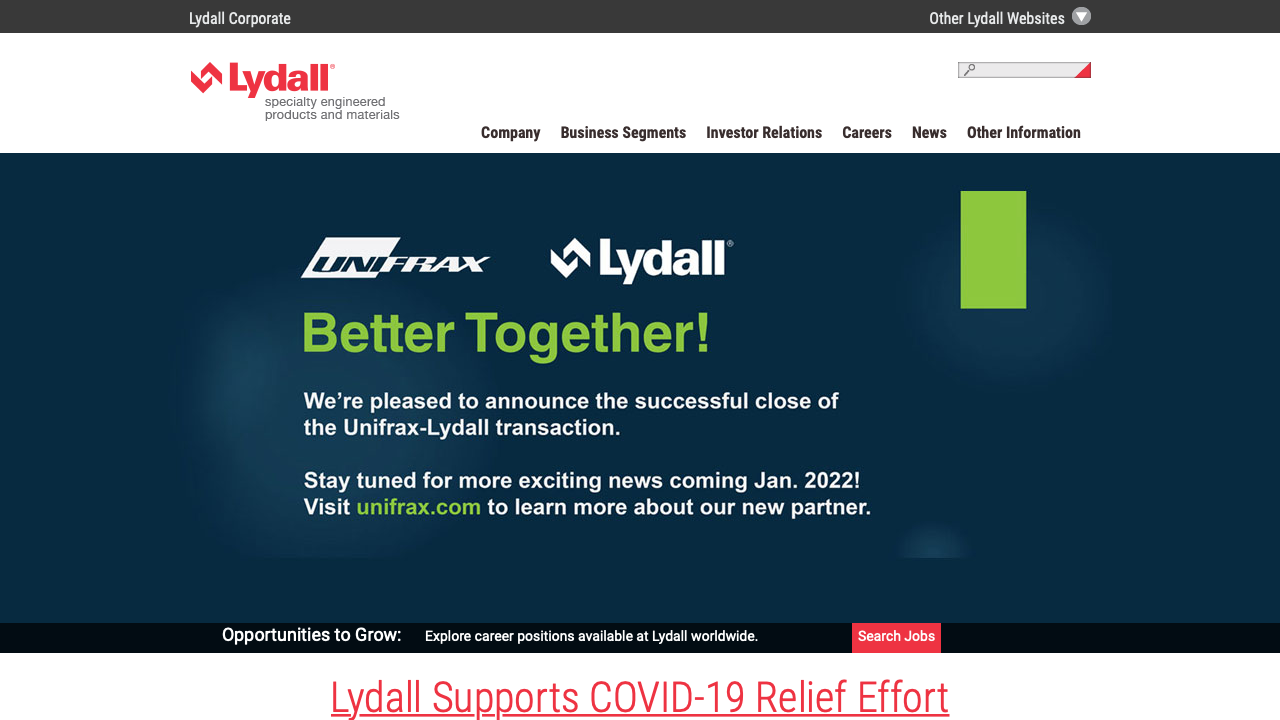 Lydall Corporate
Other Lydall Websites
Lydall®
specialty engineered
products and materials
Company Business Segments Investor Relations Careers News Other Information
UNIFRAX Lydall®
Better Together!
We're pleased to announce the successful close of
the Unifrax-Lydall transaction.
Stay tuned for more exciting news coming Jan. 2022!
Visit unifrax.com to learn more about our new partner.
Opportunities to Grow: Explore career positions available at Lydall worldwide. Search Jobs
Lydall Supports COVID-19 Relief Effort